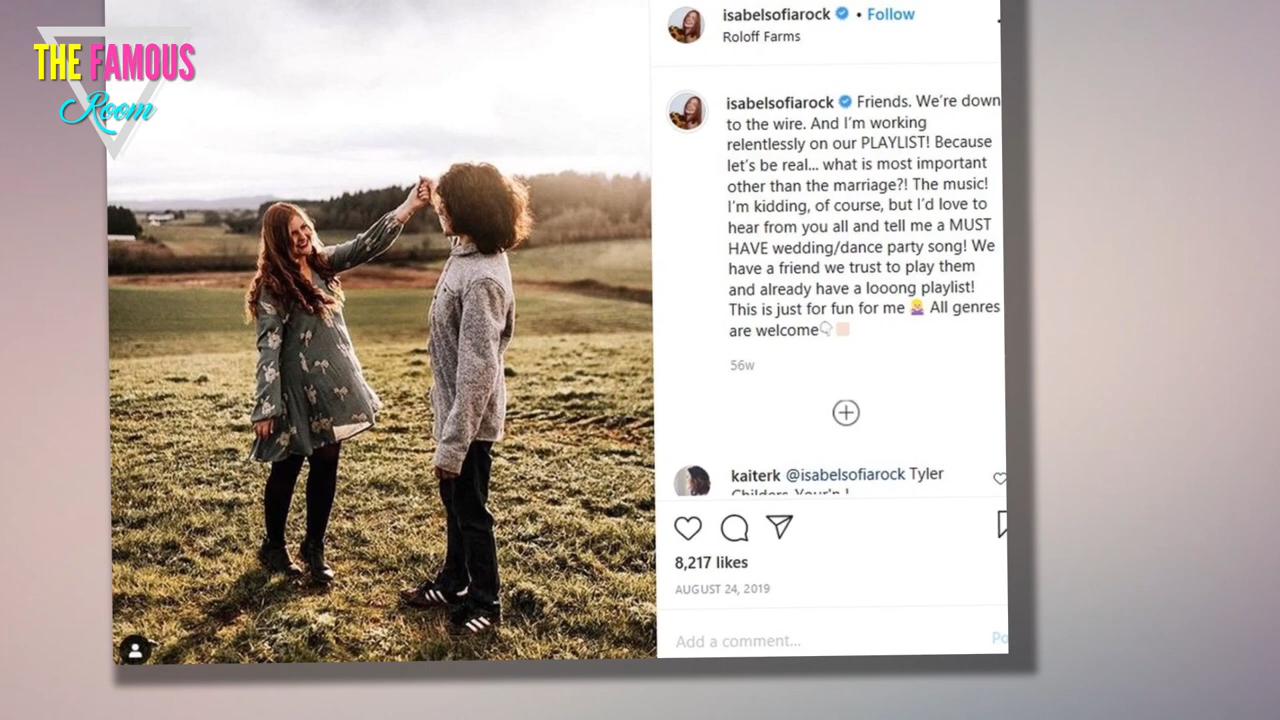 THE FAMOUS
Room
isabelsofiarock • Follow
Roloff Farms
isabelsofiarock Friends. We're down
to the wire. And I'm working
relentlessly on our PLAYLIST! Because
let's be real... what is most important
other than the marriage?! The music!
I'm kidding, of course, but I'd love to
hear from you all and tell me a MUST
HAVE wedding/dance party song! We
have a friend we trust to play them
and already have a looong playlist!
This is just for fun for me 🤷🏼‍♀️ All genres
are welcome👇🏻
56w
kaiterk @isabelsofiarock Tyler
Childers, Your'n !
8,217 likes
AUGUST 24, 2019
Add a comment...
Po